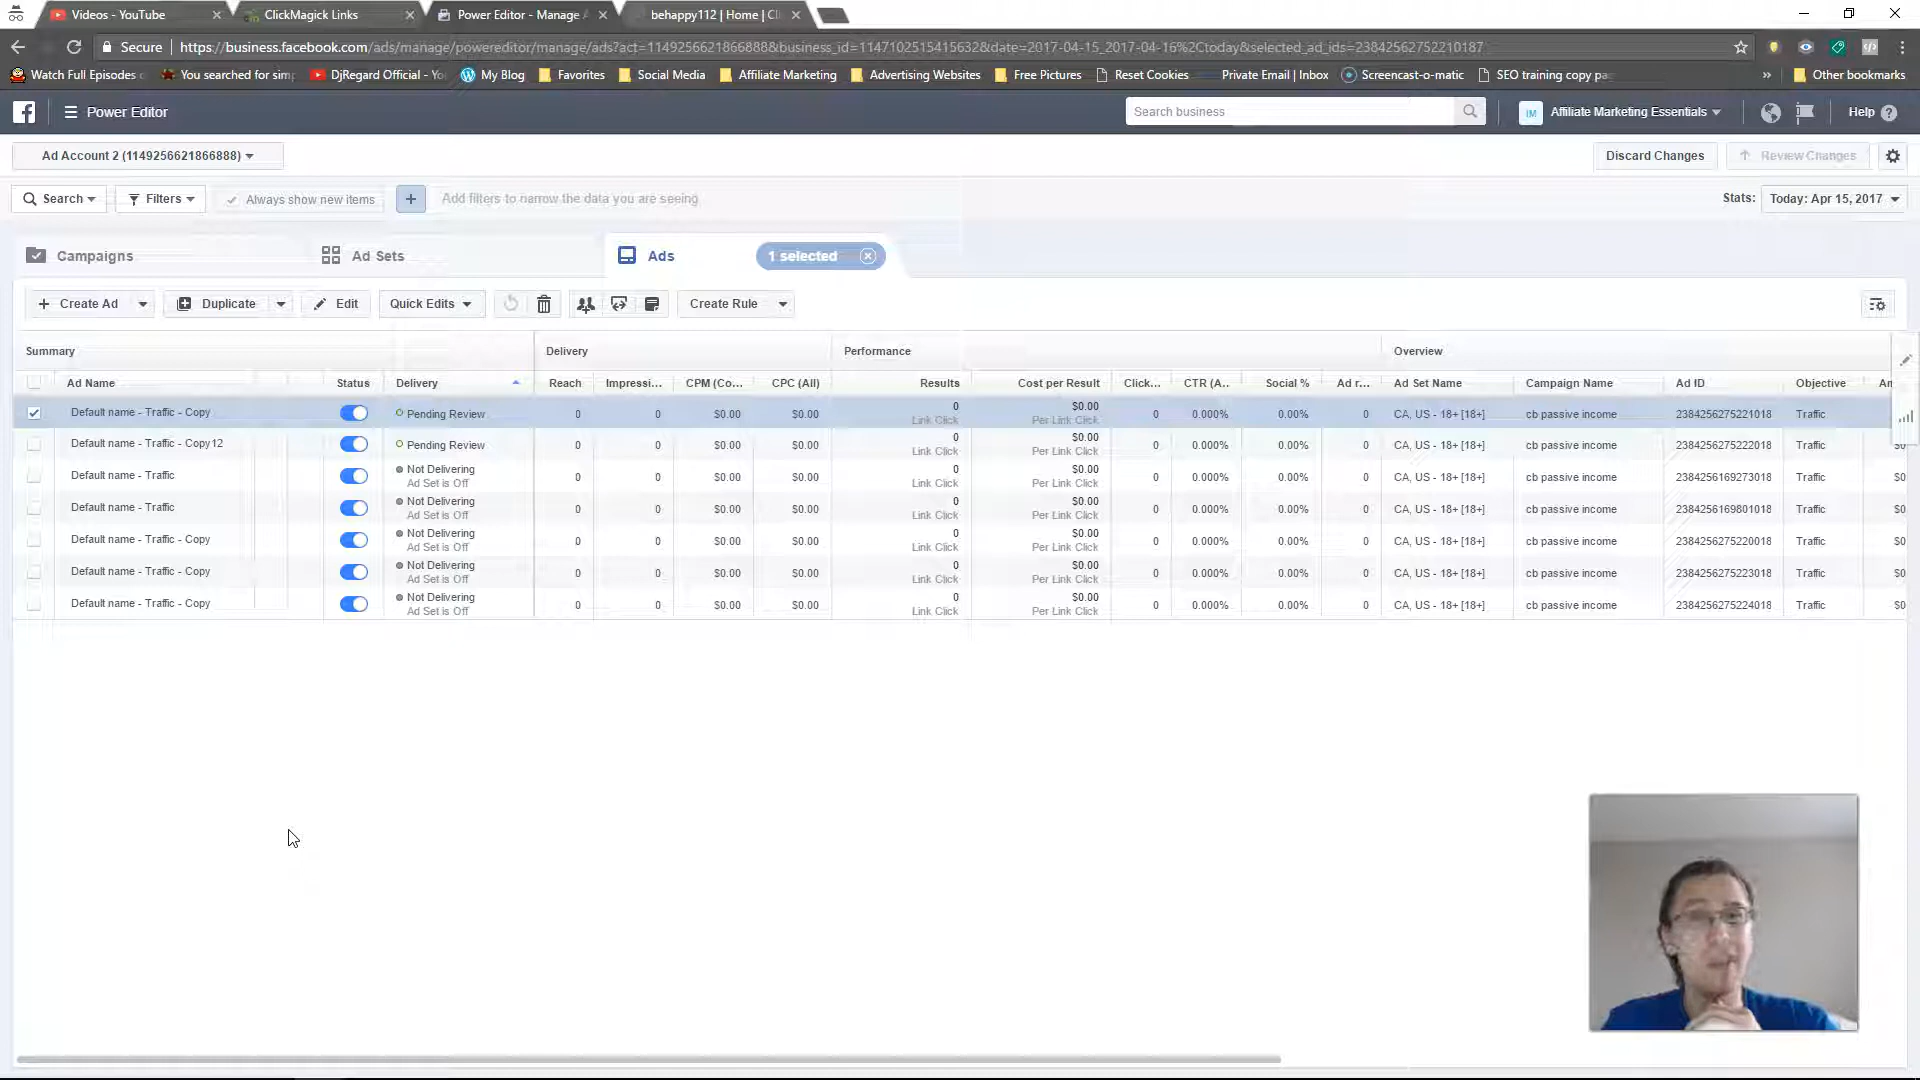 Videos - YouTube
ClickMagick Links
Power Editor - Manage
behappy112 | Home | Cl
Secure
https://business.facebook.com/ads/manage/powereditor/manage/ads?act=1149256621866888&business_id=1147102515415632&date=2017-04-15_2017-04-16%2Ctoday&selected_ad_ids=23842562752210187
Watch Full Episodes
You searched for sim
DjRegard Official - Yo
My Blog
Favorites
Social Media
Affiliate Marketing
Advertising Websites
Free Pictures
Reset Cookies
Private Email | Inbox
Screencast-o-matic
SEO training copy pa
Other bookmarks
Power Editor
Search business
IM
Affiliate Marketing Essentials
Help
Ad Account 2 (1149256621866888)
Discard Changes
Review Changes
Search
Filters
Always show new items
+
Add filters to narrow the data you are seeing
Stats:
Today: Apr 15, 2017
Campaigns
Ad Sets
Ads
1 selected
Create Ad
Duplicate
Edit
Quick Edits
Create Rule
Summary Delivery Performance Overview
Ad Name Status Delivery Reach Impressi... CPM (Co... CPC (All) Results Cost per Result Click... CTR (A... Social % Ad r... Ad Set Name Campaign Name Ad ID Objective Am
Default name - Traffic - Copy Pending Review 0 0 $0.00 $0.00 0 $0.00 0 0.000% 0.00% 0 CA, US - 18+ [18+] cb passive income 2384256275221018 Traffic
Link Click Per Link Click
Default name - Traffic - Copy12 Pending Review 0 0 $0.00 $0.00 0 $0.00 0 0.000% 0.00% 0 CA, US - 18+ [18+] cb passive income 2384256275222018 Traffic $0
Link Click Per Link Click
Default name - Traffic Not Delivering 0 0 $0.00 $0.00 0 $0.00 0 0.000% 0.00% 0 CA, US - 18+ [18+] cb passive income 2384256169273018 Traffic $0
Ad Set is Off Link Click Per Link Click
Default name - Traffic Not Delivering 0 0 $0.00 $0.00 0 $0.00 0 0.000% 0.00% 0 CA, US - 18+ [18+] cb passive income 2384256169801018 Traffic $0
Ad Set is Off Link Click Per Link Click
Default name - Traffic - Copy Not Delivering 0 0 $0.00 $0.00 0 $0.00 0 0.000% 0.00% 0 CA, US - 18+ [18+] cb passive income 2384256275220018 Traffic $0
Ad Set is Off Link Click Per Link Click
Default name - Traffic - Copy Not Delivering 0 0 $0.00 $0.00 0 $0.00 0 0.000% 0.00% 0 CA, US - 18+ [18+] cb passive income 2384256275223018 Traffic $0
Ad Set is Off Link Click Per Link Click
Default name - Traffic - Copy Not Delivering 0 0 $0.00 $0.00 0 $0.00 0 0.000% 0.00% 0 CA, US - 18+ [18+] cb passive income 2384256275224018 Traffic $0
Ad Set is Off Link Click Per Link Click